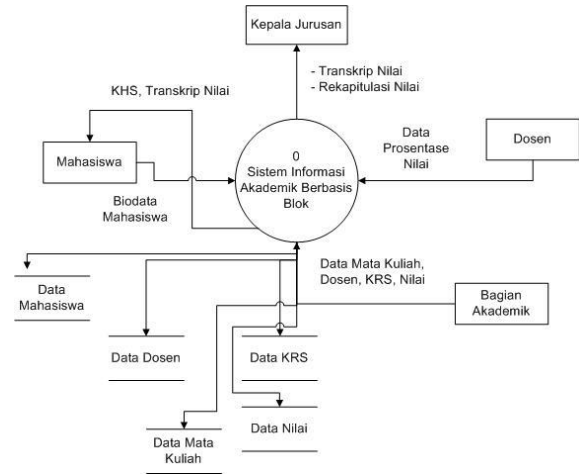 Kepala Jurusan
- Transkrip Nilai
- Rekapitulasi Nilai
KHS, Transkrip Nilai
Data
Prosentase
Nilai
Dosen
Mahasiswa
0
Sistem Informasi
Akademik Berbasis
Blok
Biodata
Mahasiswa
Data Mata Kuliah,
Dosen, KRS, Nilai
Bagian
Akademik
Data
Mahasiswa
Data Dosen
Data KRS
Data Mata
Kuliah
Data Nilai